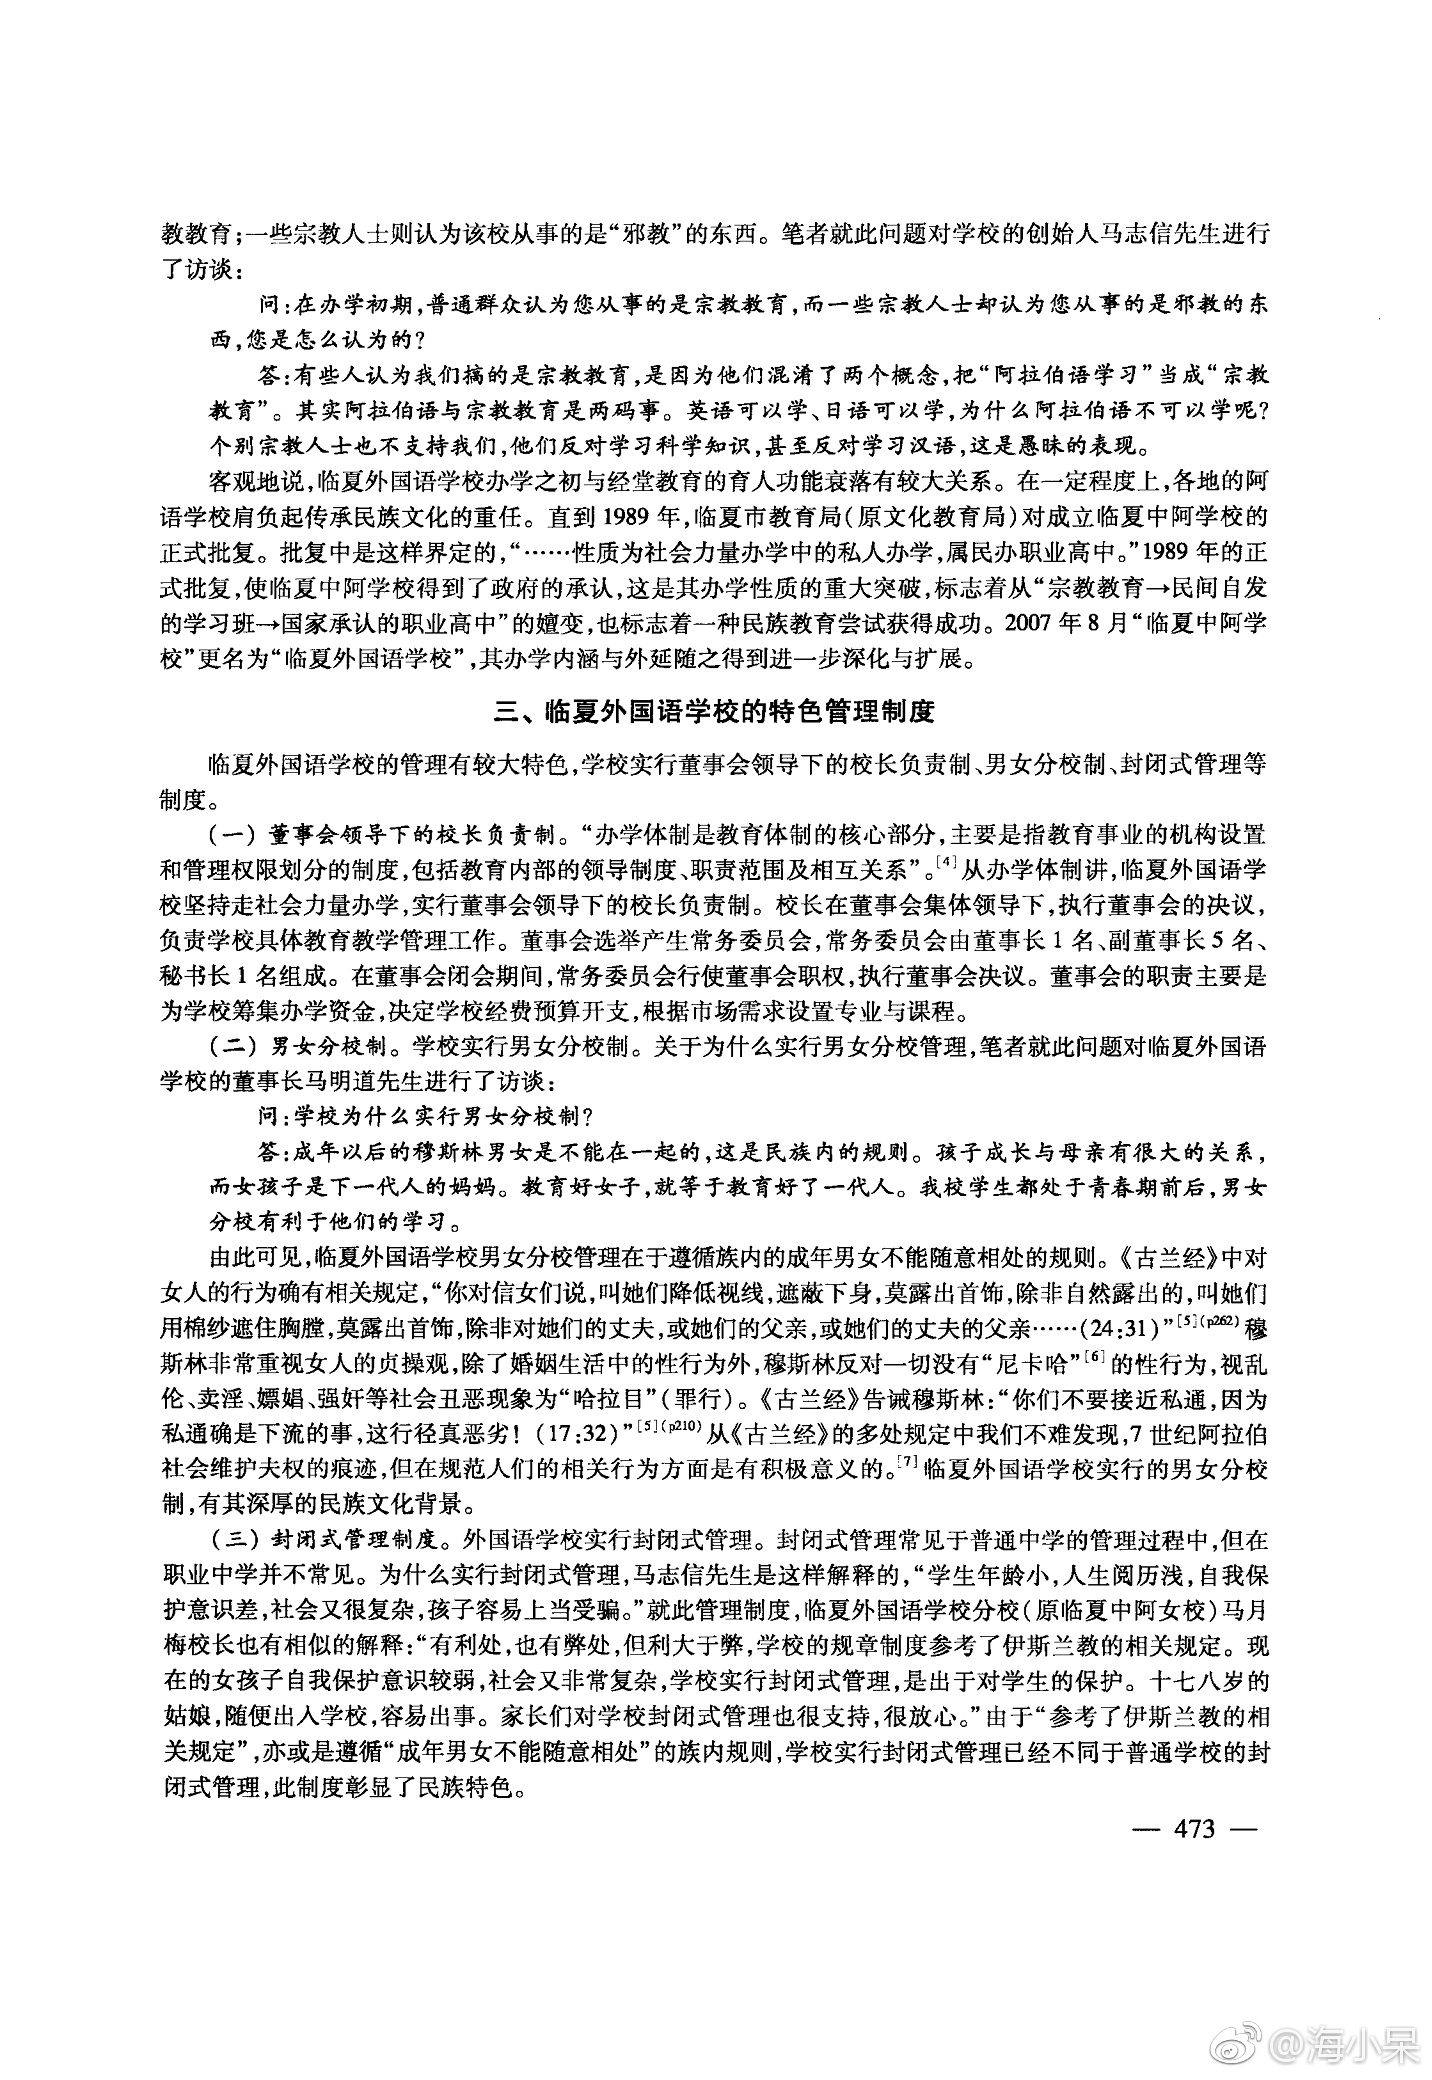 教教育;一些宗教人士则认为该校从事的是“邪教”的东西。笔者就此问题对学校的创始人马志信先生进行
了访谈:
问:在办学初期,普通群众认为您从事的是宗教教育,而一些宗教人士却认为您从事的是邪教的东
西,您是怎么认为的?
答:有些人认为我们搞的是宗教教育,是因为他们混淆了两个概念,把“阿拉伯语学习”当成“宗教
教育”。其实阿拉伯语与宗教教育是两码事。英语可以学、日语可以学,为什么阿拉伯语不可以学呢?
个别宗教人士也不支持我们,他们反对学习科学知识,甚至反对学习汉语,这是愚昧的表现。
客观地说,临夏外国语学校办学之初与经堂教育的育人功能衰落有较大关系。在一定程度上,各地的阿
语学校肩负起传承民族文化的重任。直到1989年,临夏市教育局(原文化教育局)对成立临夏中阿学校的
正式批复。批复中是这样界定的,“……性质为社会力量办学中的私人办学,属民办职业高中。”1989年的正
式批复,使临夏中阿学校得到了政府的承认,这是其办学性质的重大突破,标志着从“宗教教育→民间自发
的学习班→国家承认的职业高中”的嬗变,也标志着一种民族教育尝试获得成功。2007年8月“临夏中阿学
校”更名为“临夏外国语学校”,其办学内涵与外延随之得到进一步深化与扩展。
三、临夏外国语学校的特色管理制度
临夏外国语学校的管理有较大特色,学校实行董事会领导下的校长负责制、男女分校制、封闭式管理等
制度。
(一)董事会领导下的校长负责制。“办学体制是教育体制的核心部分,主要是指教育事业的机构设置
和管理权限划分的制度,包括教育内部的领导制度、职责范围及相互关系”。[4]从办学体制讲,临夏外国语学
校坚持走社会力量办学,实行董事会领导下的校长负责制。校长在董事会集体领导下,执行董事会的决议,
负责学校具体教育教学管理工作。董事会选举产生常务委员会,常务委员会由董事长1名、副董事长5名、
秘书长1名组成。在董事会闭会期间,常务委员会行使董事会职权,执行董事会决议。董事会的职责主要是
为学校筹集办学资金,决定学校经费预算开支,根据市场需求设置专业与课程。
(二)男女分校制。学校实行男女分校制。关于为什么实行男女分校管理,笔者就此问题对临夏外国语
学校的董事长马明道先生进行了访谈:
问:学校为什么实行男女分校制?
答:成年以后的穆斯林男女是不能在一起的,这是民族内的规则。孩子成长与母亲有很大的关系,
而女孩子是下一代人的妈妈。教育好女子,就等于教育好了一代人。我校学生都处于青春期前后,男女
分校有利于他们的学习。
由此可见,临夏外国语学校男女分校管理在于遵循族内的成年男女不能随意相处的规则。《古兰经》中对
女人的行为确有相关规定,“你对信女们说,叫她们降低视线,遮蔽下身,莫露出首饰,除非自然露出的,叫她们
用棉纱遮住胸膛,莫露出首饰,除非对她们的丈夫,或她们的父亲,或她们的丈夫的父亲……(24:31)”[5](p262)穆
斯林非常重视女人的贞操观,除了婚姻生活中的性行为外,穆斯林反对一切没有“尼卡哈”[6]的性行为,视乱
伦、卖淫、嫖娼、强奸等社会丑恶现象为“哈拉目”(罪行)。《古兰经》告诫穆斯林:“你们不要接近私通,因为
私通确是下流的事,这行径真恶劣!(17:32)”[5](p210)从《古兰经》的多处规定中我们不难发现,7世纪阿拉伯
社会维护夫权的痕迹,但在规范人们的相关行为方面是有积极意义的。[7]临夏外国语学校实行的男女分校
制,有其深厚的民族文化背景。
(三)封闭式管理制度。外国语学校实行封闭式管理。封闭式管理常见于普通中学的管理过程中,但在
职业中学并不常见。为什么实行封闭式管理,马志信先生是这样解释的,“学生年龄小,人生阅历浅,自我保
护意识差,社会又很复杂,孩子容易上当受骗。”就此管理制度,临夏外国语学校分校(原临夏中阿女校)马月
梅校长也有相似的解释:“有利处,也有弊处,但利大于弊,学校的规章制度参考了伊斯兰教的相关规定。现
在的女孩子自我保护意识较弱,社会又非常复杂,学校实行封闭式管理,是出于对学生的保护。十七八岁的
姑娘,随便出入学校,容易出事。家长们对学校封闭式管理也很支持,很放心。”由于“参考了伊斯兰教的相
关规定”,亦或是遵循“成年男女不能随意相处”的族内规则,学校实行封闭式管理已经不同于普通学校的封
闭式管理,此制度彰显了民族特色。
— 473 —
@海小呆